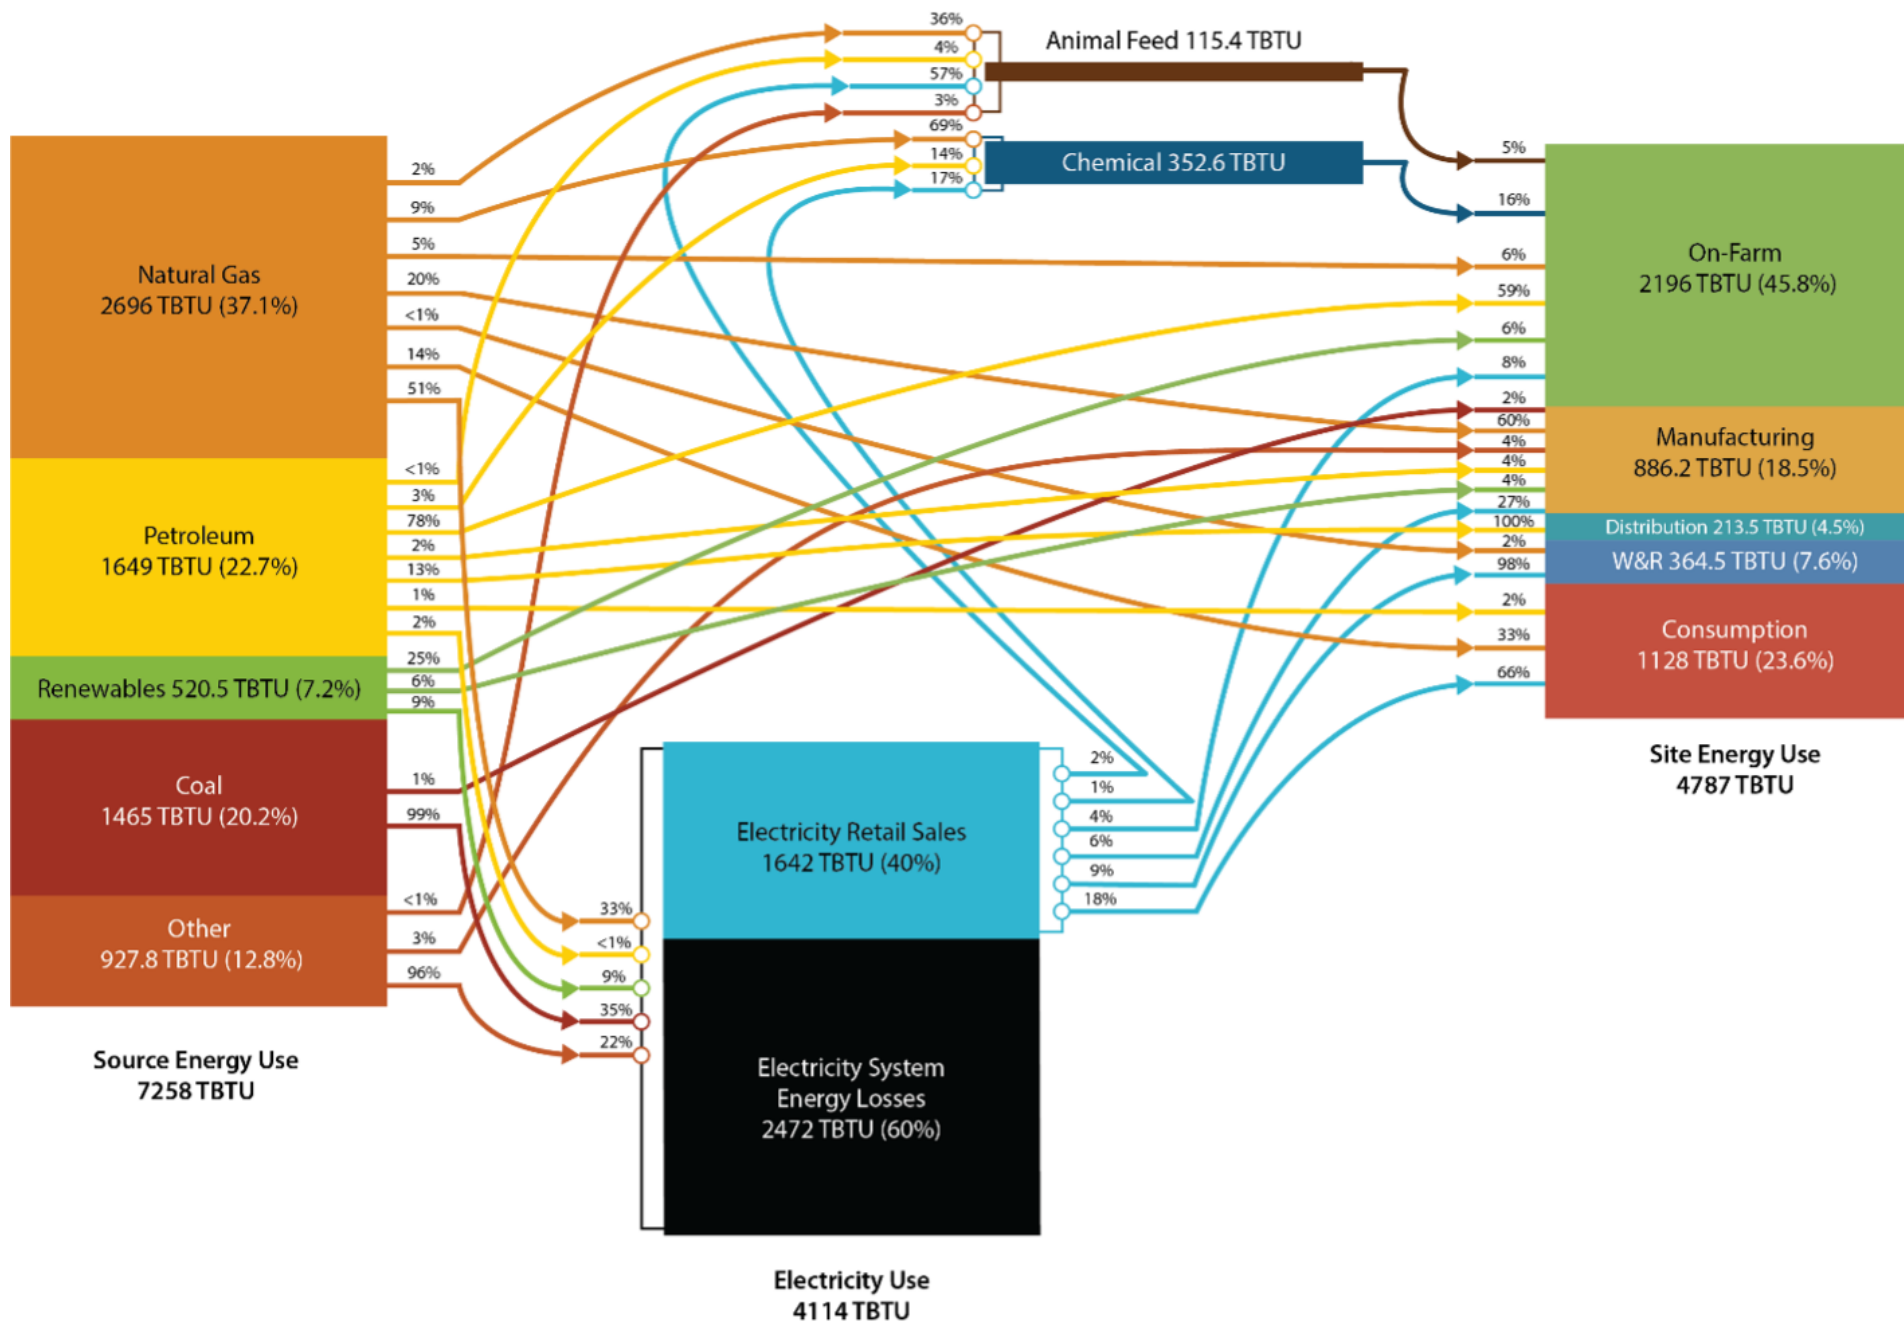 36%
4%
57%
3%
69%
14%
17%
Animal Feed 115.4 TBTU
Chemical 352.6 TBTU
Natural Gas
2696 TBTU (37.1%)
2%
9%
5%
20%
<1%
14%
51%
Petroleum
1649 TBTU (22.7%)
<1%
3%
78%
2%
13%
1%
2%
Renewables 520.5 TBTU (7.2%)
25%
6%
9%
Coal
1465 TBTU (20.2%)
1%
99%
Other
927.8 TBTU (12.8%)
<1%
3%
96%
Source Energy Use
7258 TBTU
33%
<1%
9%
35%
22%
Electricity Retail Sales
1642 TBTU (40%)
Electricity System
Energy Losses
2472 TBTU (60%)
Electricity Use
4114 TBTU
2%
1%
4%
6%
9%
18%
5%
16%
6%
59%
6%
8%
2%
60%
4%
4%
4%
27%
100%
2%
98%
2%
33%
66%
On-Farm
2196 TBTU (45.8%)
Manufacturing
886.2 TBTU (18.5%)
Distribution 213.5 TBTU (4.5%)
W&R 364.5 TBTU (7.6%)
Consumption
1128 TBTU (23.6%)
Site Energy Use
4787 TBTU